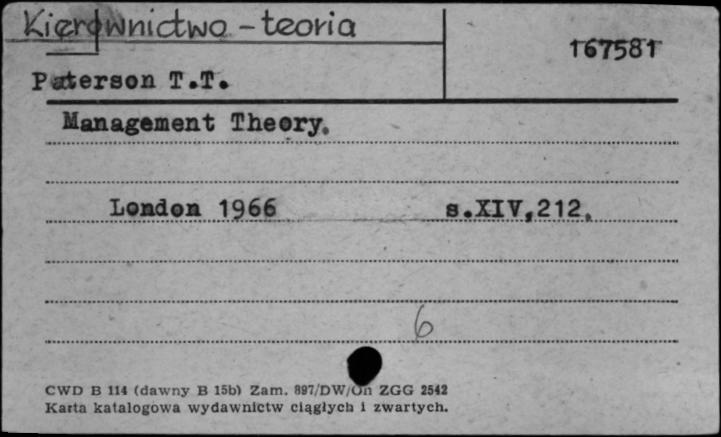 Kierownictwo - teoria
167581
Paterson T.T.
Management Theory.
London 1966 s.XIV,212.
6
CWD B 114 (dawny B 15b) Zam. 897/DW/On ZGG 2542
Karta katalogowa wydawnictw ciągłych i zwartych.